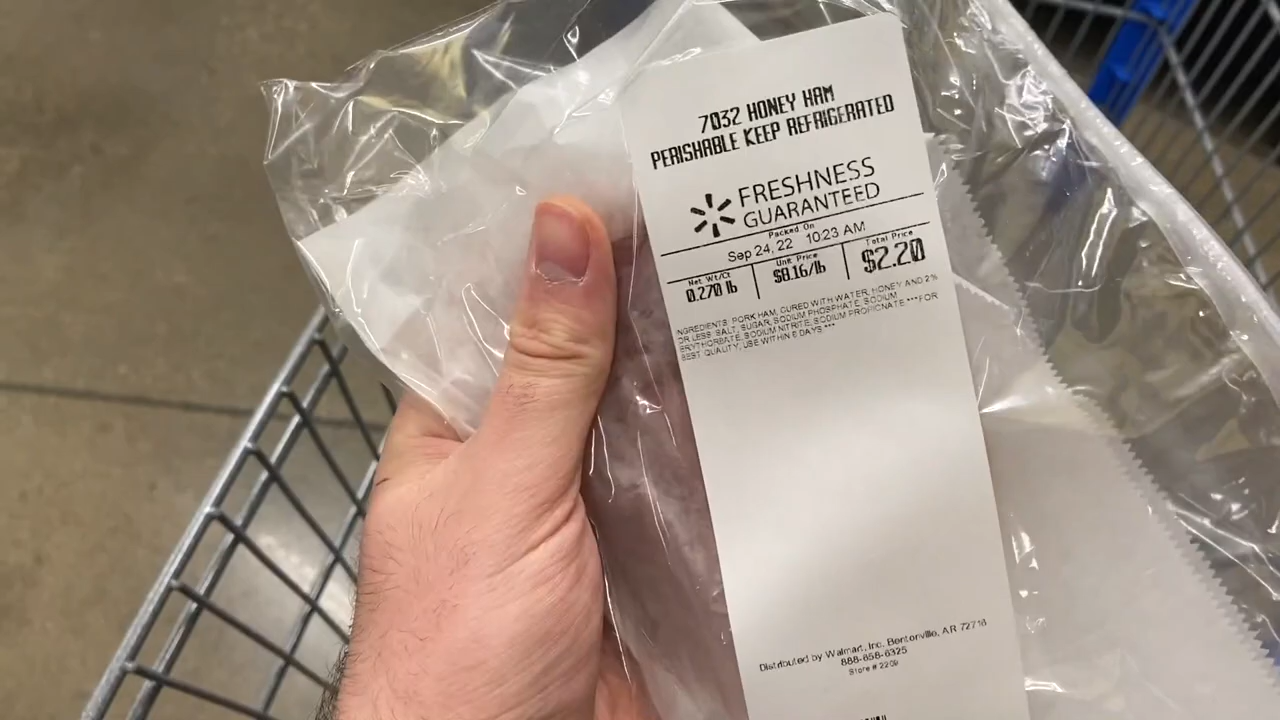 7032 HONEY HAM
PERISHABLE KEEP REFRIGERATED
FRESHNESS
GUARANTEED
Packed On
Sep 24, 22 10:23 AM
Net Wt/Ct
Unit Price
Total Price
0.270 lb
$8.16/lb
$2.20
INGREDIENTS: PORK HAM, CURED WITH WATER, HONEY AND 2%
OR LESS SALT, SUGAR, SODIUM PHOSPHATE, SODIUM
ERYTHORBATE, SODIUM NITRITE, SODIUM PROPIONATE ***FOR
BEST QUALITY, USE WITHIN 6 DAYS ***
Distributed by Walmart, Inc. Bentonville, AR 72716
888-858-6325
Store # 2209